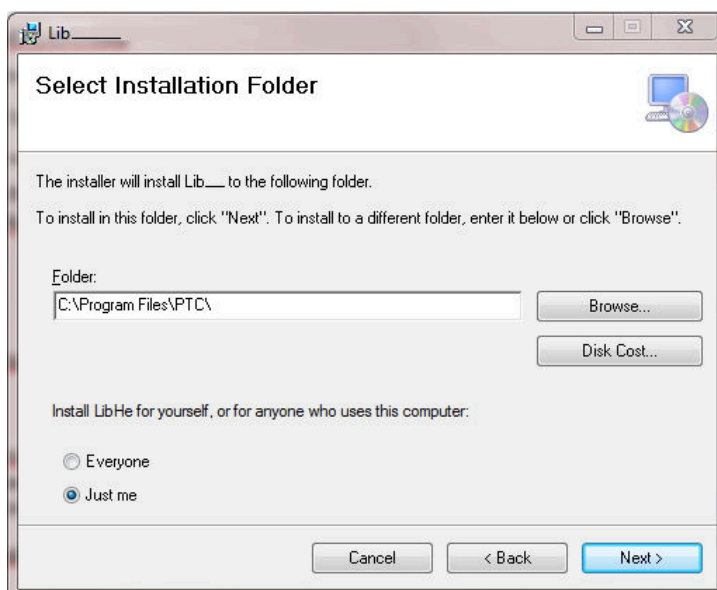 Lib____
Select Installation Folder
The installer will install Lib__ to the following folder.
To install in this folder, click "Next". To install to a different folder, enter it below or click "Browse".
Folder:
C:\Program Files\PTC\
Browse...
Disk Cost...
Install LibHe for yourself, or for anyone who uses this computer:
Everyone
Just me
Cancel
< Back
Next >